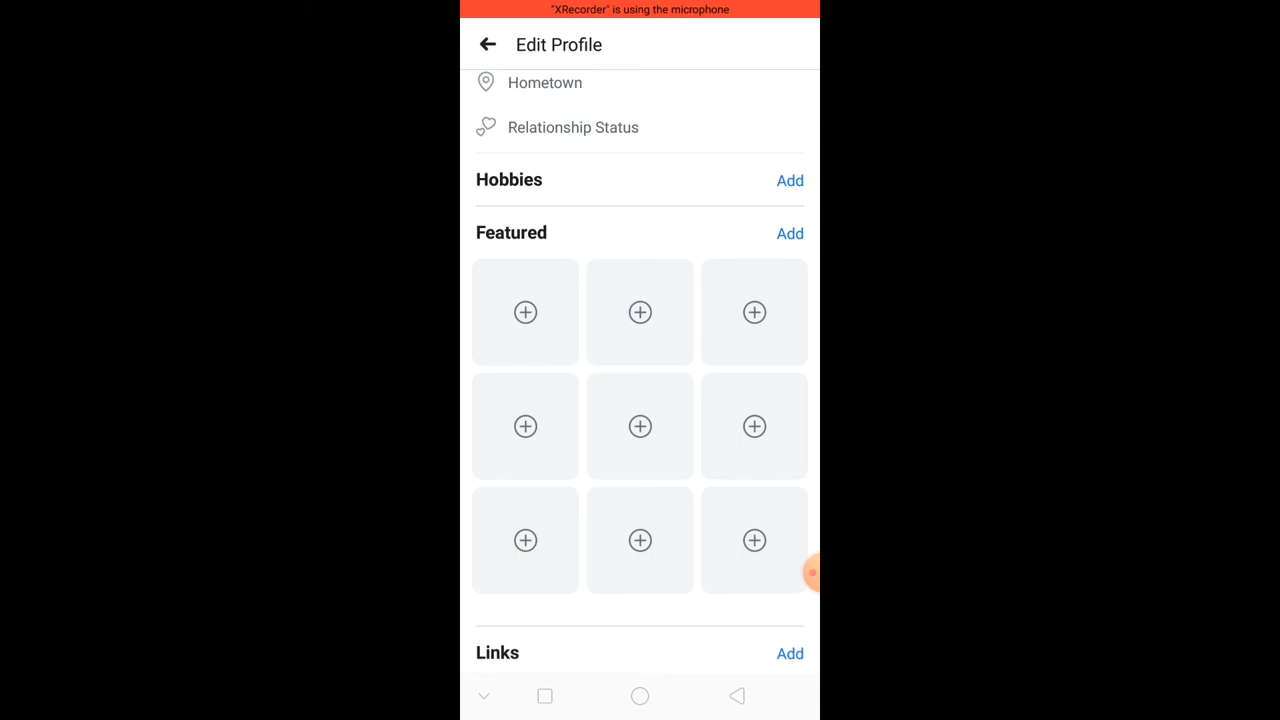 "XRecorder" is using the microphone
Edit Profile
Hometown
Relationship Status
Hobbies Add
Featured Add
Links Add